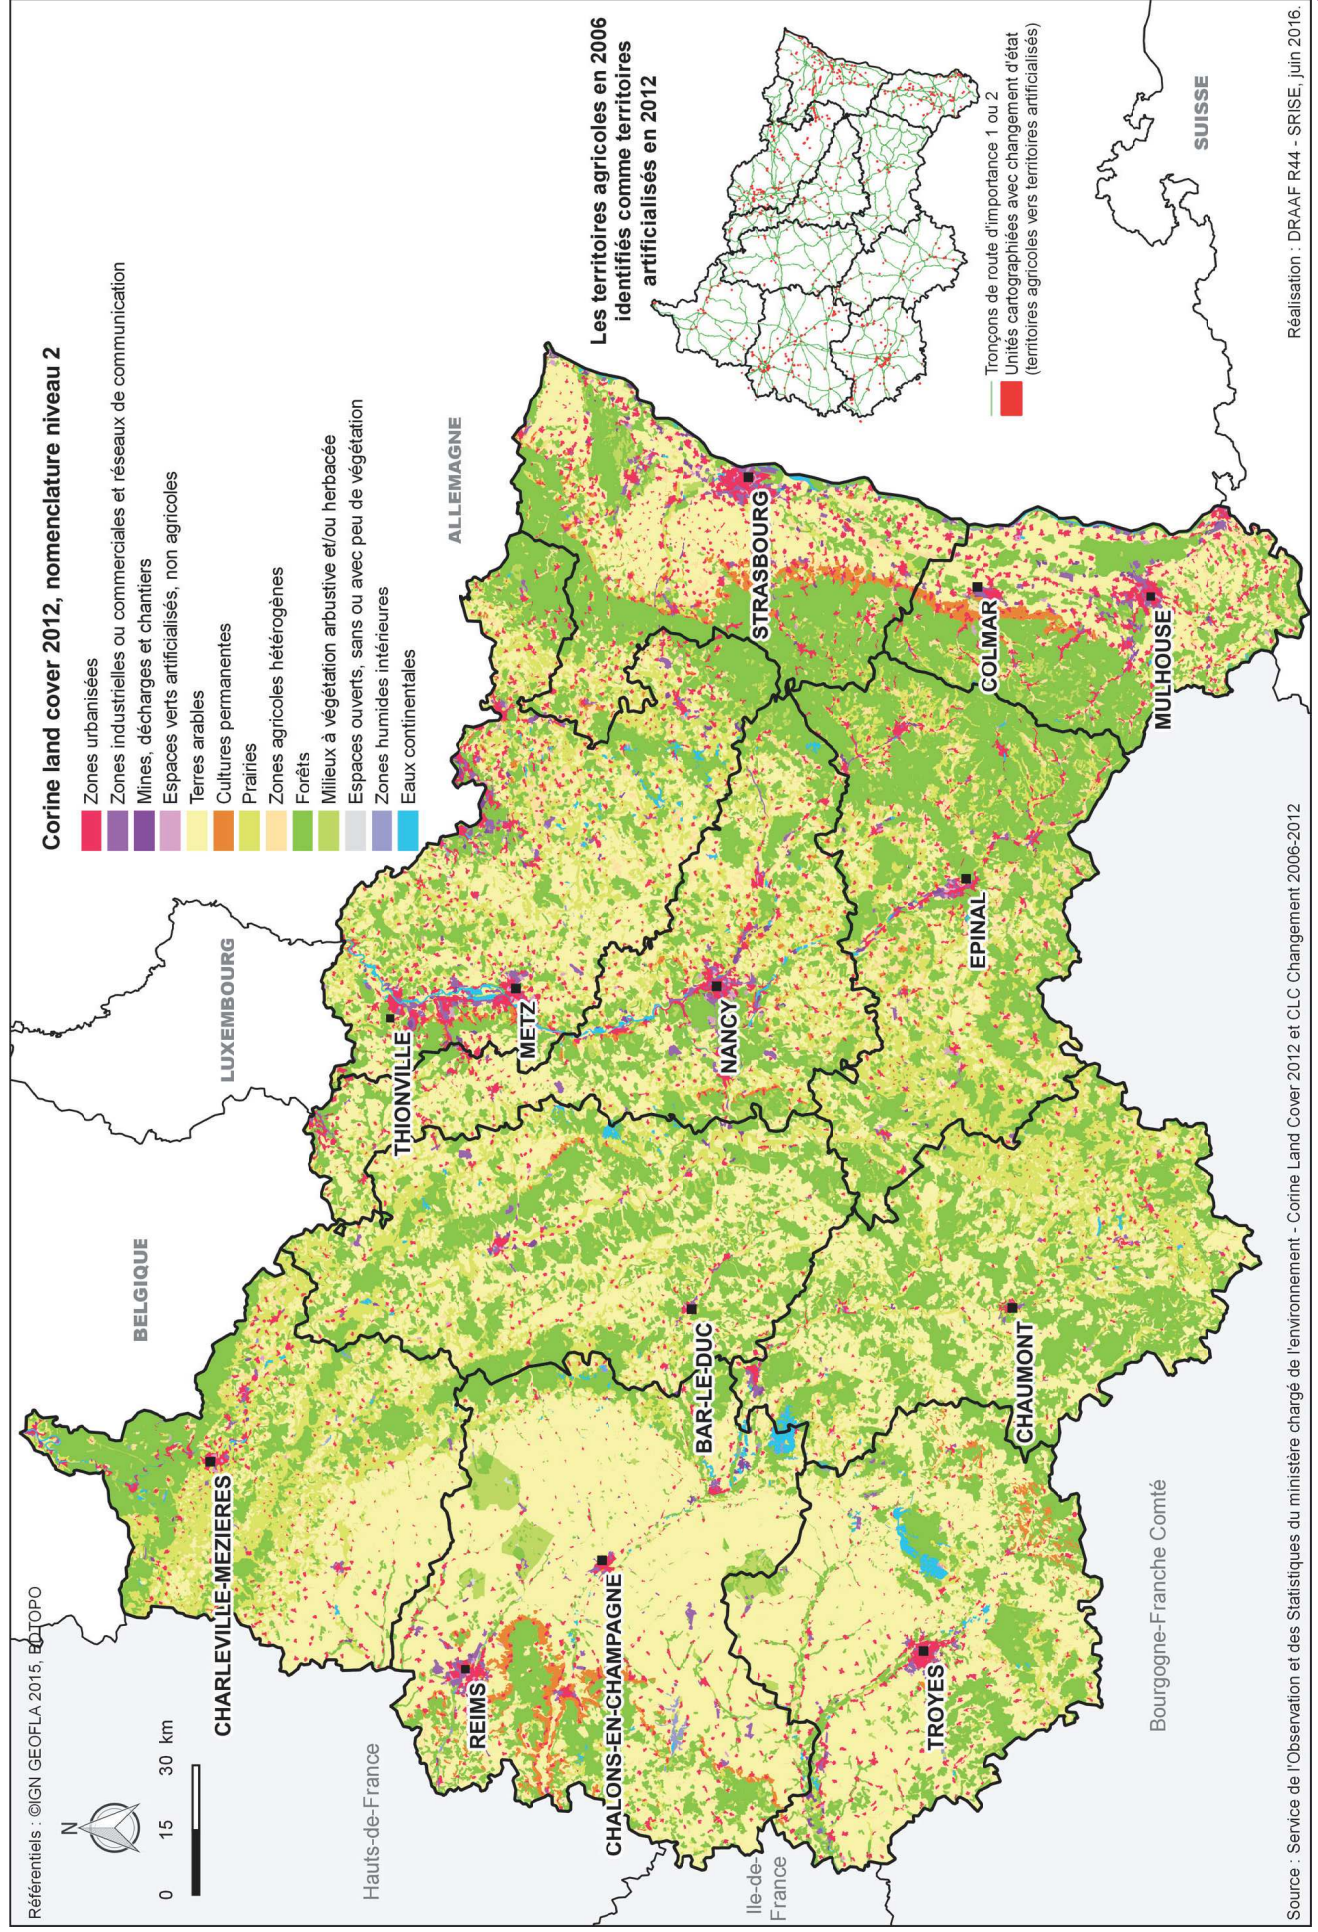 Référentiels : ©IGN GEOFLA 2015, BDTOPO
N
0 15 30 km
Corine land cover 2012, nomenclature niveau 2
Zones urbanisées
Zones industrielles ou commerciales et réseaux de communication
Mines, décharges et chantiers
Espaces verts artificialisés, non agricoles
Terres arables
Cultures permanentes
Prairies
Zones agricoles hétérogènes
Forêts
Milieux à végétation arbustive et/ou herbacée
Espaces ouverts, sans ou avec peu de végétation
Zones humides intérieures
Eaux continentales
BELGIQUE
LUXEMBOURG
ALLEMAGNE
SUISSE
Hauts-de-France
Ile-de-
France
Bourgogne-Franche Comté
CHARLEVILLE-MEZIERES
THIONVILLE
METZ
REIMS
CHALONS-EN-CHAMPAGNE
BAR-LE-DUC
NANCY
STRASBOURG
TROYES
CHAUMONT
EPINAL
COLMAR
MULHOUSE
Les territoires agricoles en 2006
identifiés comme territoires
artificialisés en 2012
Tronçons de route d'importance 1 ou 2
Unités cartographiées avec changement d'état
(territoires agricoles vers territoires artificialisés)
Source : Service de l'Observation et des Statistiques du ministère chargé de l'environnement - Corine Land Cover 2012 et CLC Changement 2006-2012
Réalisation : DRAAF R44 - SRISE, juin 2016.